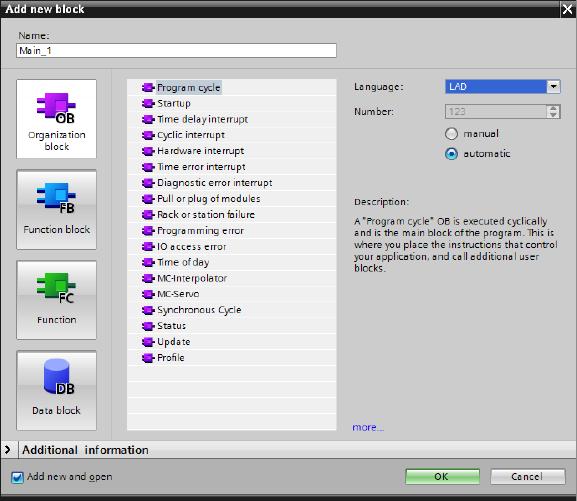 Add new block
Name:
Main_1
OB
Organization
block
FB
Function block
FC
Function
DB
Data block
Program cycle
Startup
Time delay interrupt
Cyclic interrupt
Hardware interrupt
Time error interrupt
Diagnostic error interrupt
Pull or plug of modules
Rack or station failure
Programming error
IO access error
Time of day
MC-Interpolator
MC-Servo
Synchronous Cycle
Status
Update
Profile
Language:
LAD
Number:
123
manual
automatic
Description:
A "Program cycle" OB is executed cyclically
and is the main block of the program. This is
where you place the instructions that control
your application, and call additional user
blocks.
more...
Additional information
Add new and open
OK
Cancel